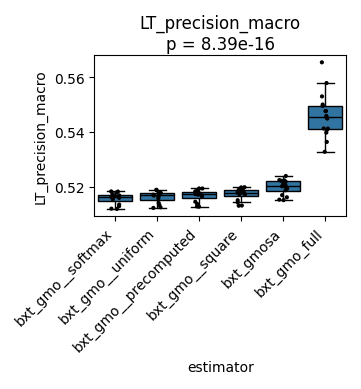 LT_precision_macro
p = 8.39e-16
LT_precision_macro
0.56
0.54
0.52
bxt_gmo__softmax
bxt_gmo__uniform
bxt_gmo__precomputed
bxt_gmo__square
bxt_gmosa
bxt_gmo_full
estimator